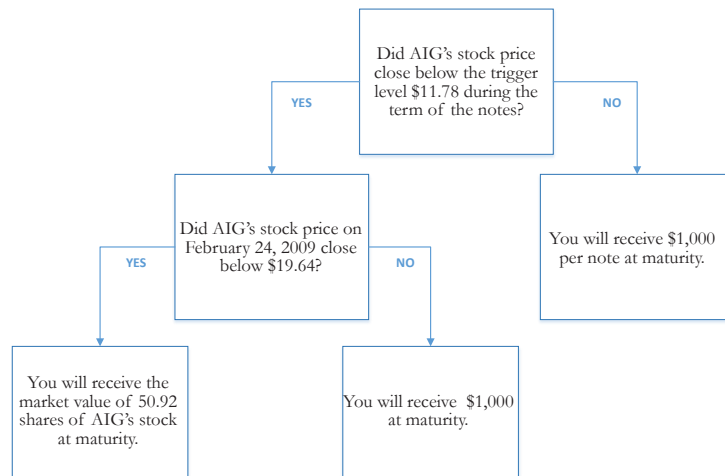 Did AIG's stock price
close below the trigger
level $11.78 during the
term of the notes?
YES
NO
Did AIG's stock price on
February 24, 2009 close
below $19.64?
You will receive $1,000
per note at maturity.
YES
NO
You will receive the
market value of 50.92
shares of AIG's stock
at maturity.
You will receive $1,000
at maturity.